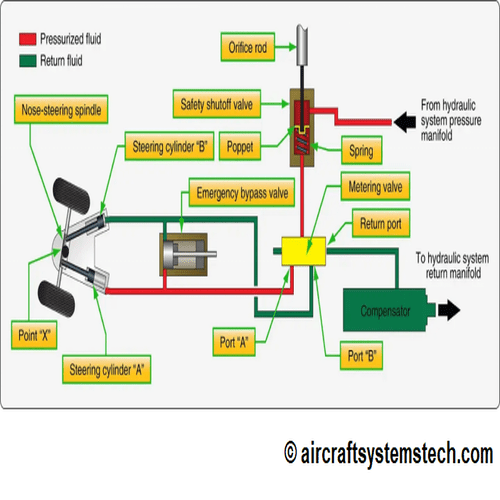 Pressurized fluid
Return fluid
Orifice rod
Nose-steering spindle
Safety shutoff valve
From hydraulic
system pressure
manifold
Steering cylinder "B"
Poppet
Spring
Emergency bypass valve
Metering valve
Return port
To hydraulic system
return manifold
Compensator
Point "X"
Port "A"
Port "B"
Steering cylinder "A"
© aircraftsystemstech.com